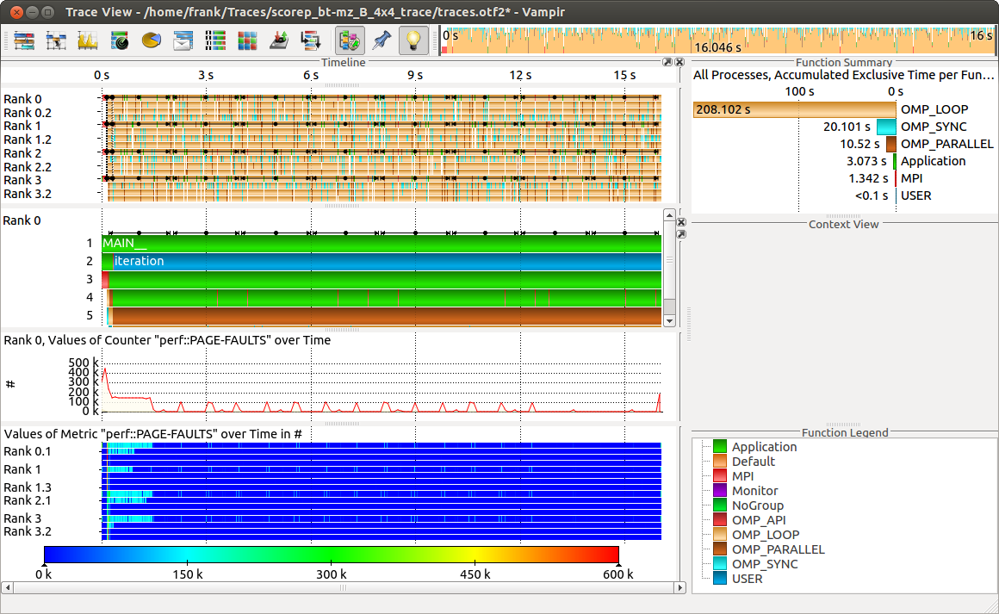 Trace View - /home/frank/Traces/scorep_bt-mz_B_4x4_trace/traces.otf2* - Vampir
0 s
16 s
16.046 s
Timeline
0 s
3 s
6 s
9 s
12 s
15 s
Rank 0
Rank 0.2
Rank 1
Rank 1.2
Rank 2
Rank 2.2
Rank 3
Rank 3.2
Rank 0
1
MAIN__
2
iteration
3
4
5
Rank 0, Values of Counter "perf::PAGE-FAULTS" over Time
500 k
400 k
300 k
200 k
100 k
0 k
#
Values of Metric "perf::PAGE-FAULTS" over Time in #
Rank 0.1
Rank 1
Rank 1.3
Rank 2.1
Rank 3
Rank 3.2
0 k
150 k
300 k
450 k
600 k
Function Summary
All Processes, Accumulated Exclusive Time per Fun...
100 s
0 s
208.102 s OMP_LOOP
20.101 s OMP_SYNC
10.52 s OMP_PARALLEL
3.073 s Application
1.342 s MPI
<0.1 s USER
Context View
Function Legend
Application
Default
MPI
Monitor
NoGroup
OMP_API
OMP_LOOP
OMP_PARALLEL
OMP_SYNC
USER